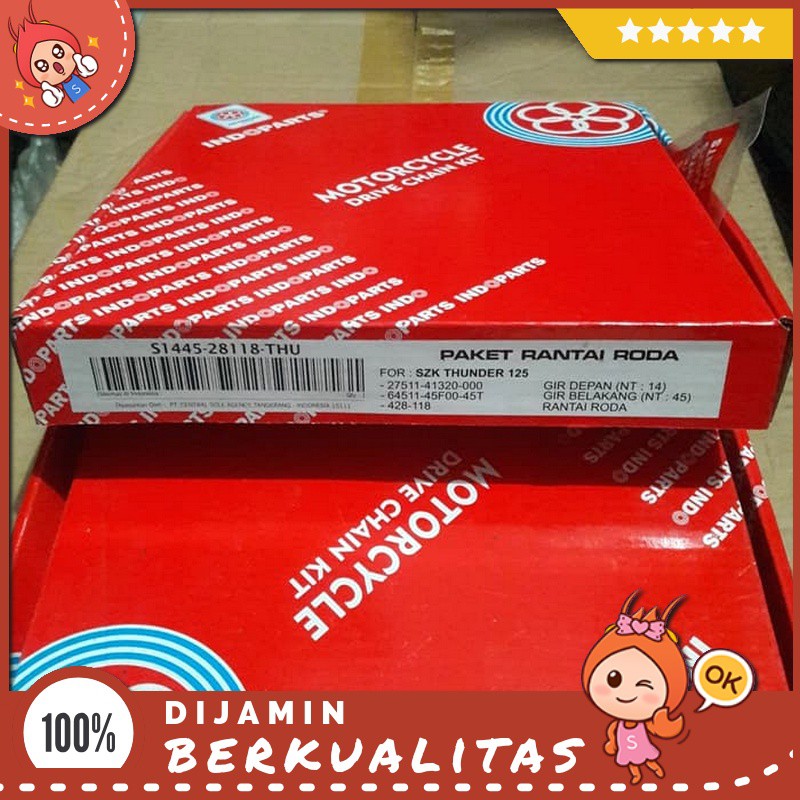 S
INDOPARTS
MOTORCYCLE
DRIVE CHAIN KIT
INDOPARTS INDO
INDOPARTS INDOPARTS
S1445-28118-THU
PAKET RANTAI RODA
FOR : SZK THUNDER 125
- 27511-41320-000 GIR DEPAN (NT : 14)
- 64511-45F00-45T GIR BELAKANG (NT : 45)
- 428-118 RANTAI RODA
MOTORCYCLE
DRIVE CHAIN KIT
OK
S
100%
DIJAMIN
BERKUALITAS